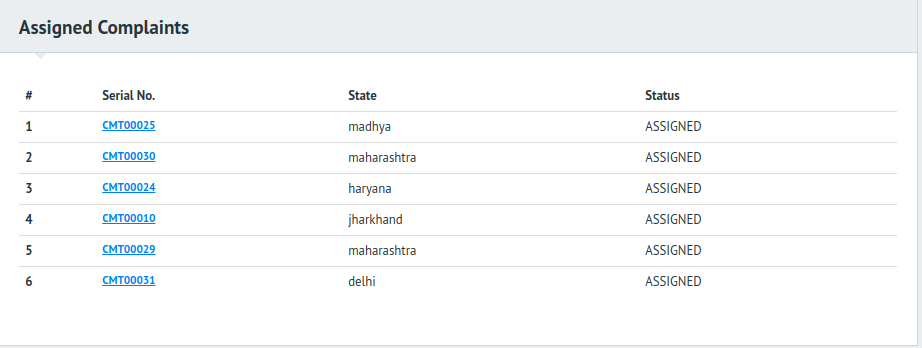 Assigned Complaints
# Serial No. State Status
1 CMT00025 madhya ASSIGNED
2 CMT00030 maharashtra ASSIGNED
3 CMT00024 haryana ASSIGNED
4 CMT00010 jharkhand ASSIGNED
5 CMT00029 maharashtra ASSIGNED
6 CMT00031 delhi ASSIGNED